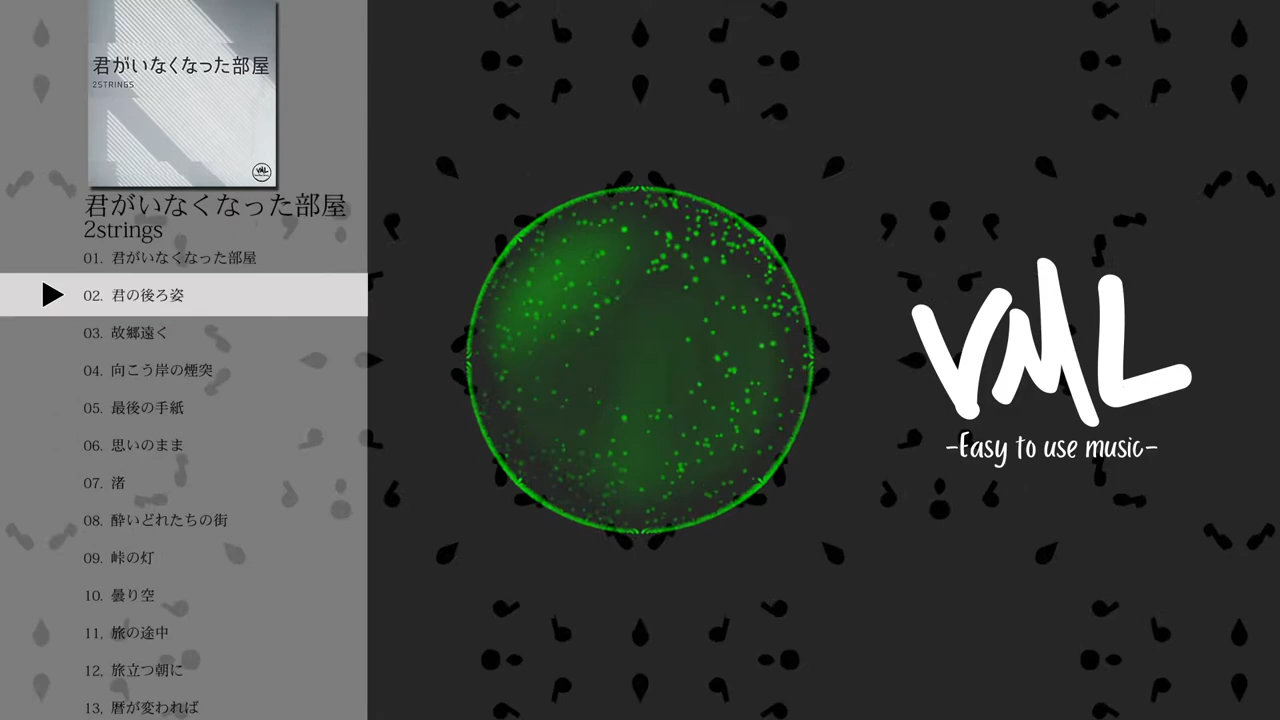 君がいなくなった部屋
2STRINGS
VML
君がいなくなった部屋
2strings
01. 君がいなくなった部屋
02. 君の後ろ姿
03. 故郷遠く
04. 向こう岸の煙突
05. 最後の手紙
06. 思いのまま
07. 渚
08. 酔いどれたちの街
09. 峠の灯
10. 曇り空
11, 旅の途中
12, 旅立つ朝に
13, 暦が変われば
VML
-Easy to use music-